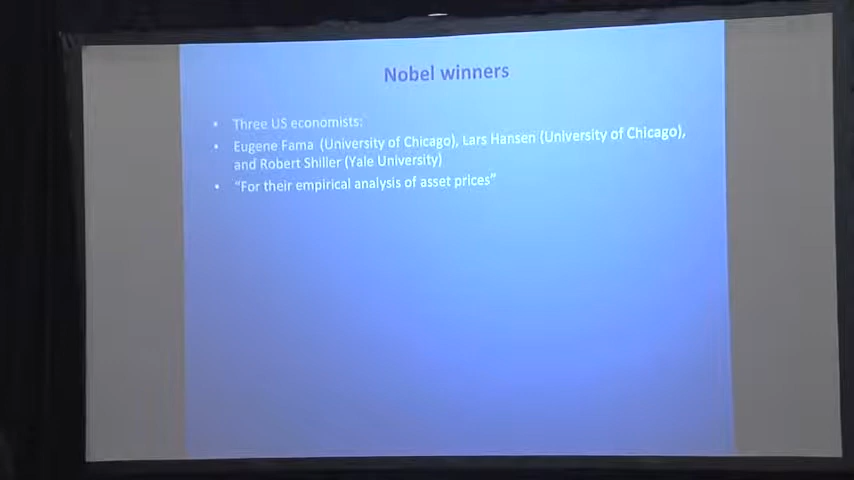 Nobel winners
• Three US economists:
• Eugene Fama (University of Chicago), Lars Hansen (University of Chicago),
and Robert Shiller (Yale University)
• “For their empirical analysis of asset prices”